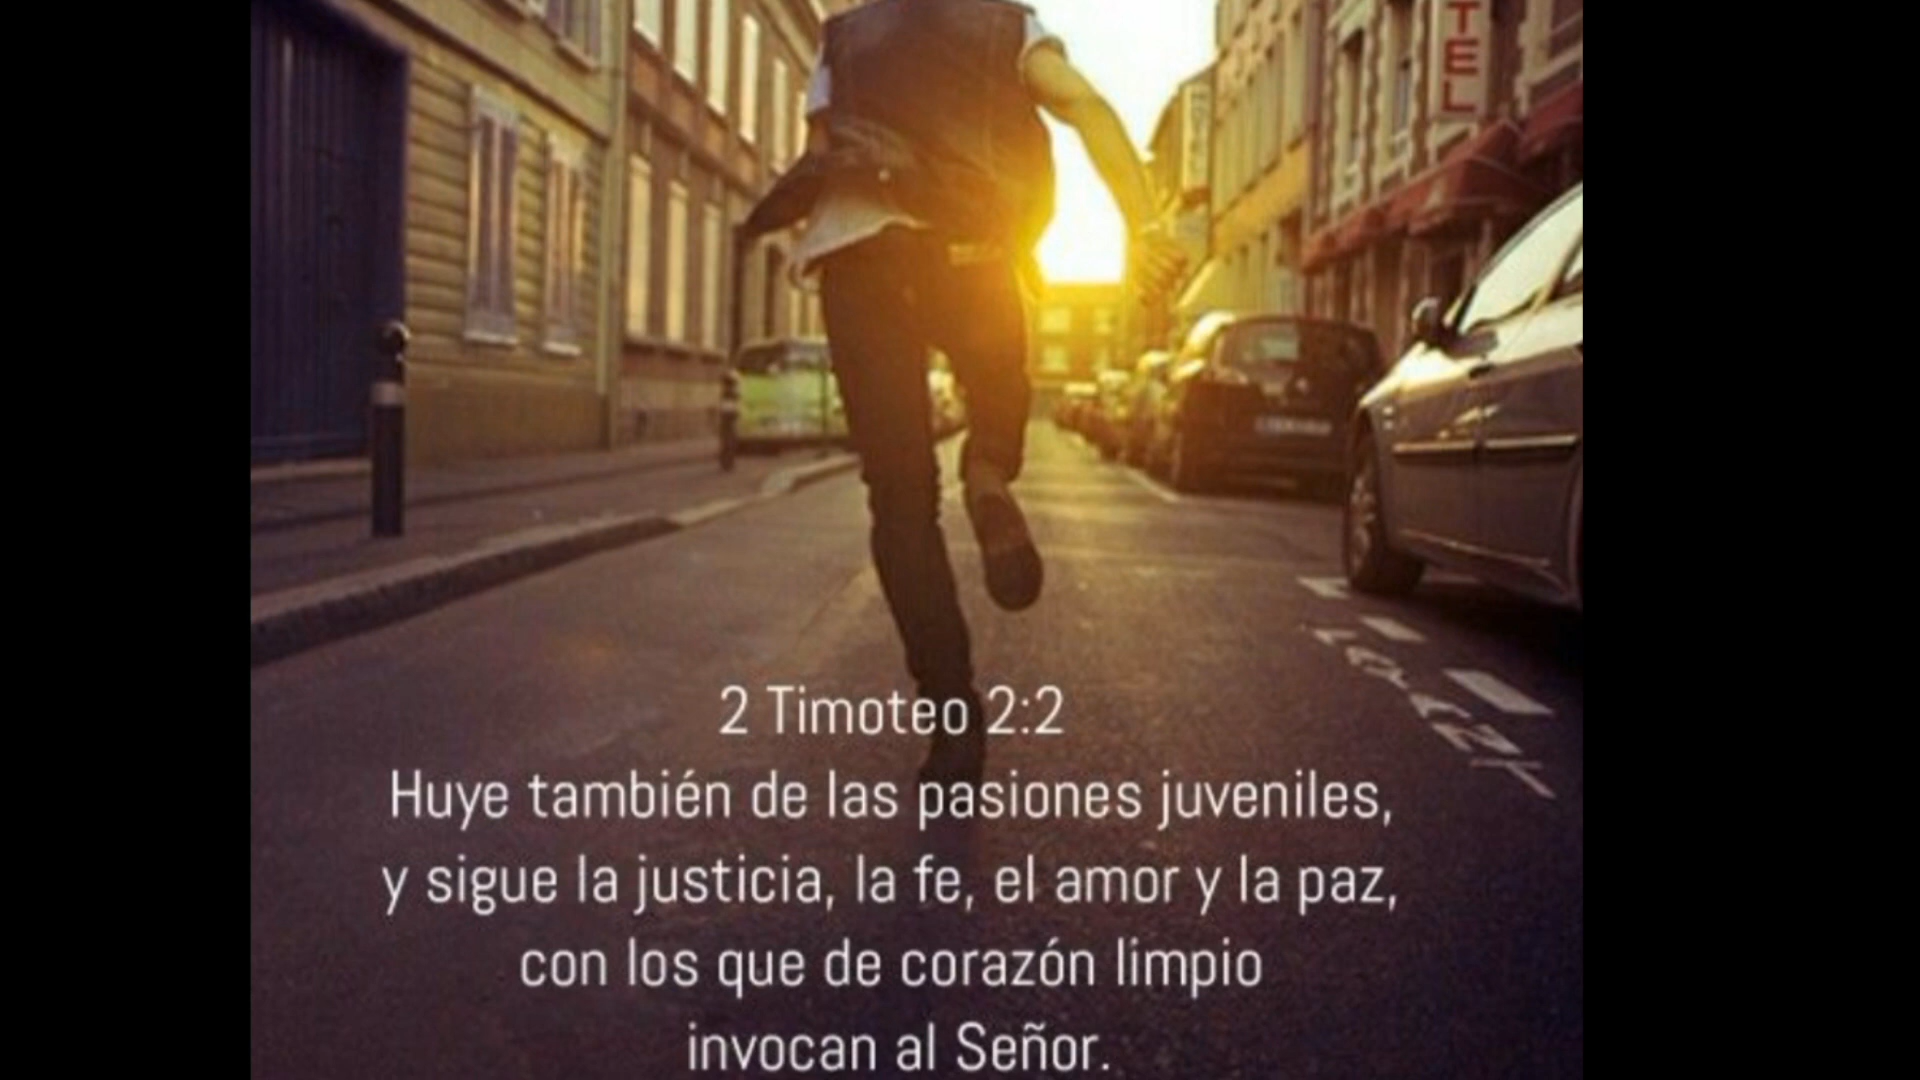 TEL
2 Timoteo 2:2
Huye también de las pasiones juveniles,
y sigue la justicia, la fe, el amor y la paz,
con los que de corazón limpio
invocan al Señor.